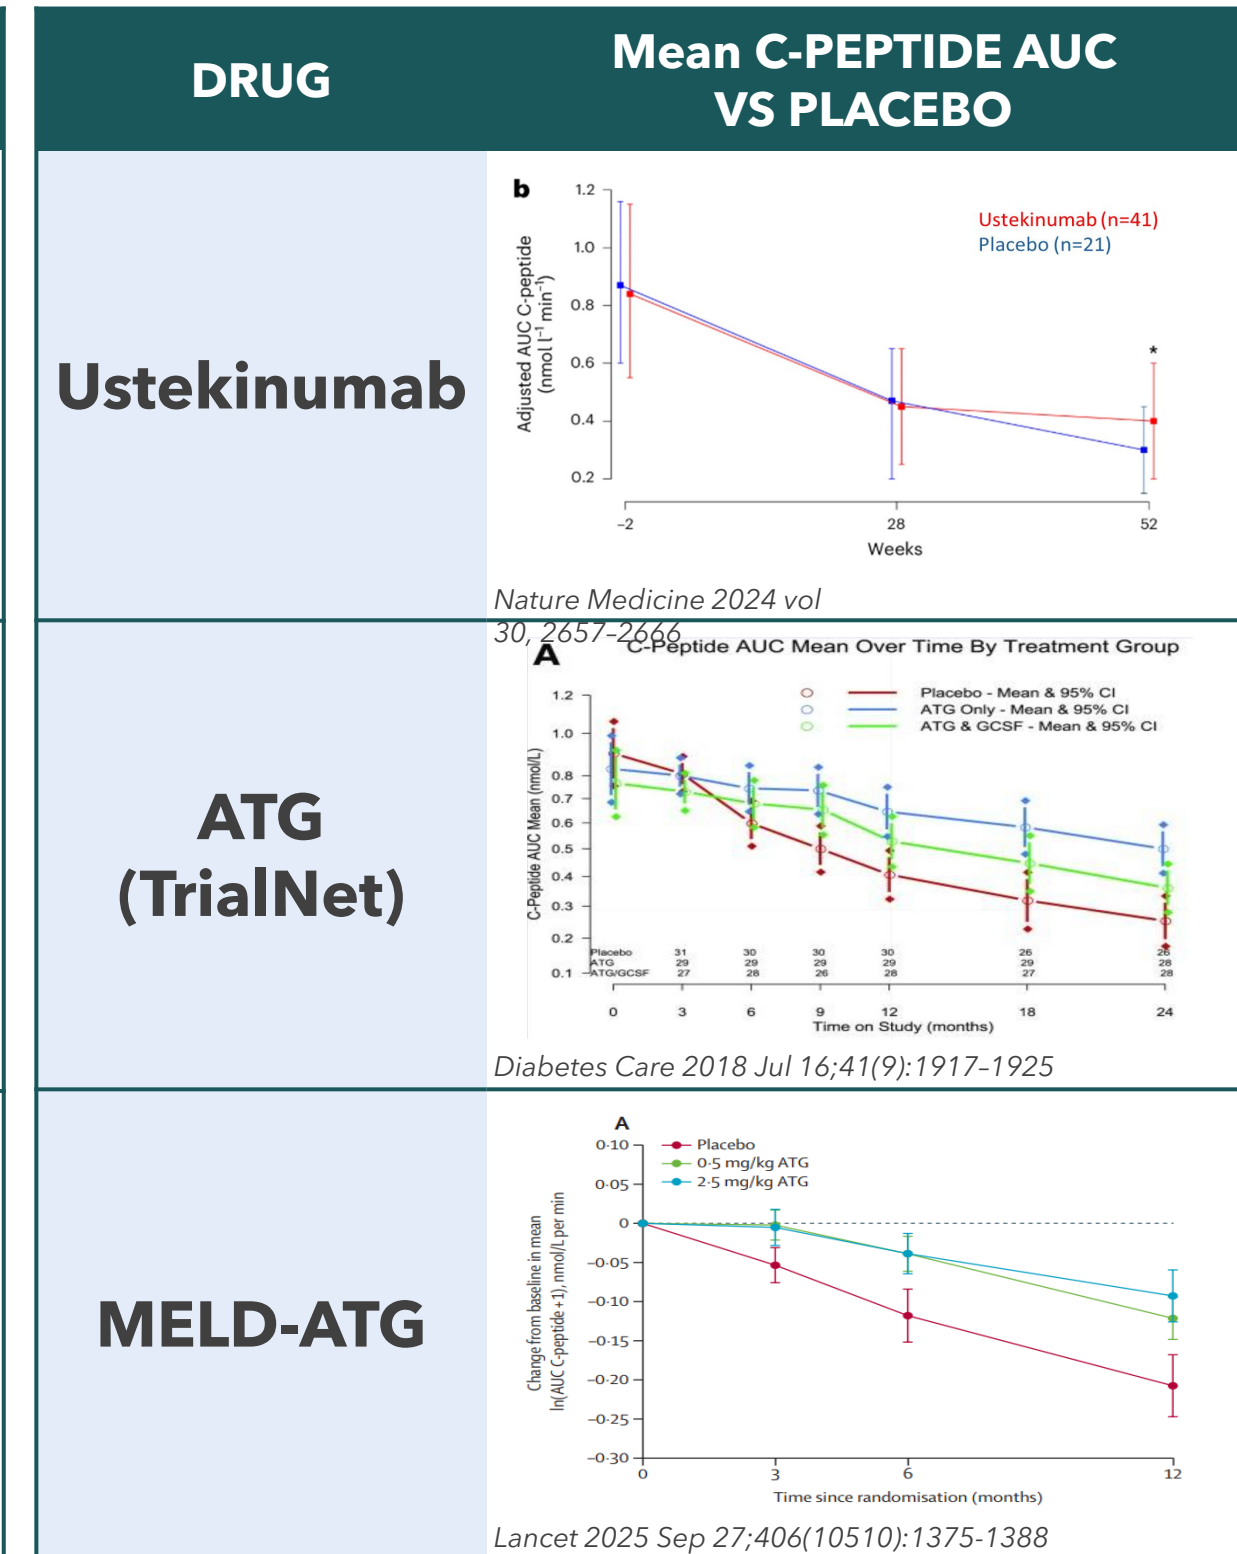 DRUG
Mean C-PEPTIDE AUC
VS PLACEBO
Ustekinumab
b
Ustekinumab (n=41)
Placebo (n=21)
Adjusted AUC C-peptide
(nmol l⁻¹ min⁻¹)
1.2
1.0
0.8
0.6
0.4
0.2
*
–2
28
52
Weeks
Nature Medicine 2024 vol
30, 2657–2666
ATG
(TrialNet)
A
C-Peptide AUC Mean Over Time By Treatment Group
Placebo - Mean & 95% CI
ATG Only - Mean & 95% CI
ATG & GCSF - Mean & 95% CI
C-Peptide AUC Mean (nmol/L)
1.2
1.0
0.8
0.7
0.6
0.5
0.4
0.3
0.2
0.1
Placebo 31 30 30 30 26 26
ATG 29 29 29 29 29 28
ATG/GCSF 27 28 26 28 27 28
0 3 6 9 12 18 24
Time on Study (months)
Diabetes Care 2018 Jul 16;41(9):1917–1925
MELD-ATG
A
Placebo
0·5 mg/kg ATG
2·5 mg/kg ATG
Change from baseline in mean
ln(AUC C-peptide +1), nmol/L per min
0·10
0·05
0
–0·05
–0·10
–0·15
–0·20
–0·25
–0·30
0 3 6 12
Time since randomisation (months)
Lancet 2025 Sep 27;406(10510):1375-1388